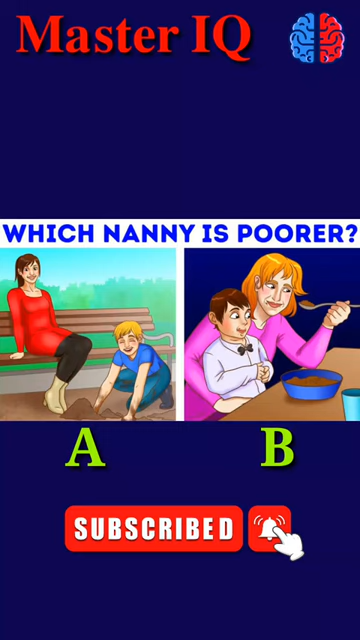 Master IQ
WHICH NANNY IS POORER?
A
B
SUBSCRIBED